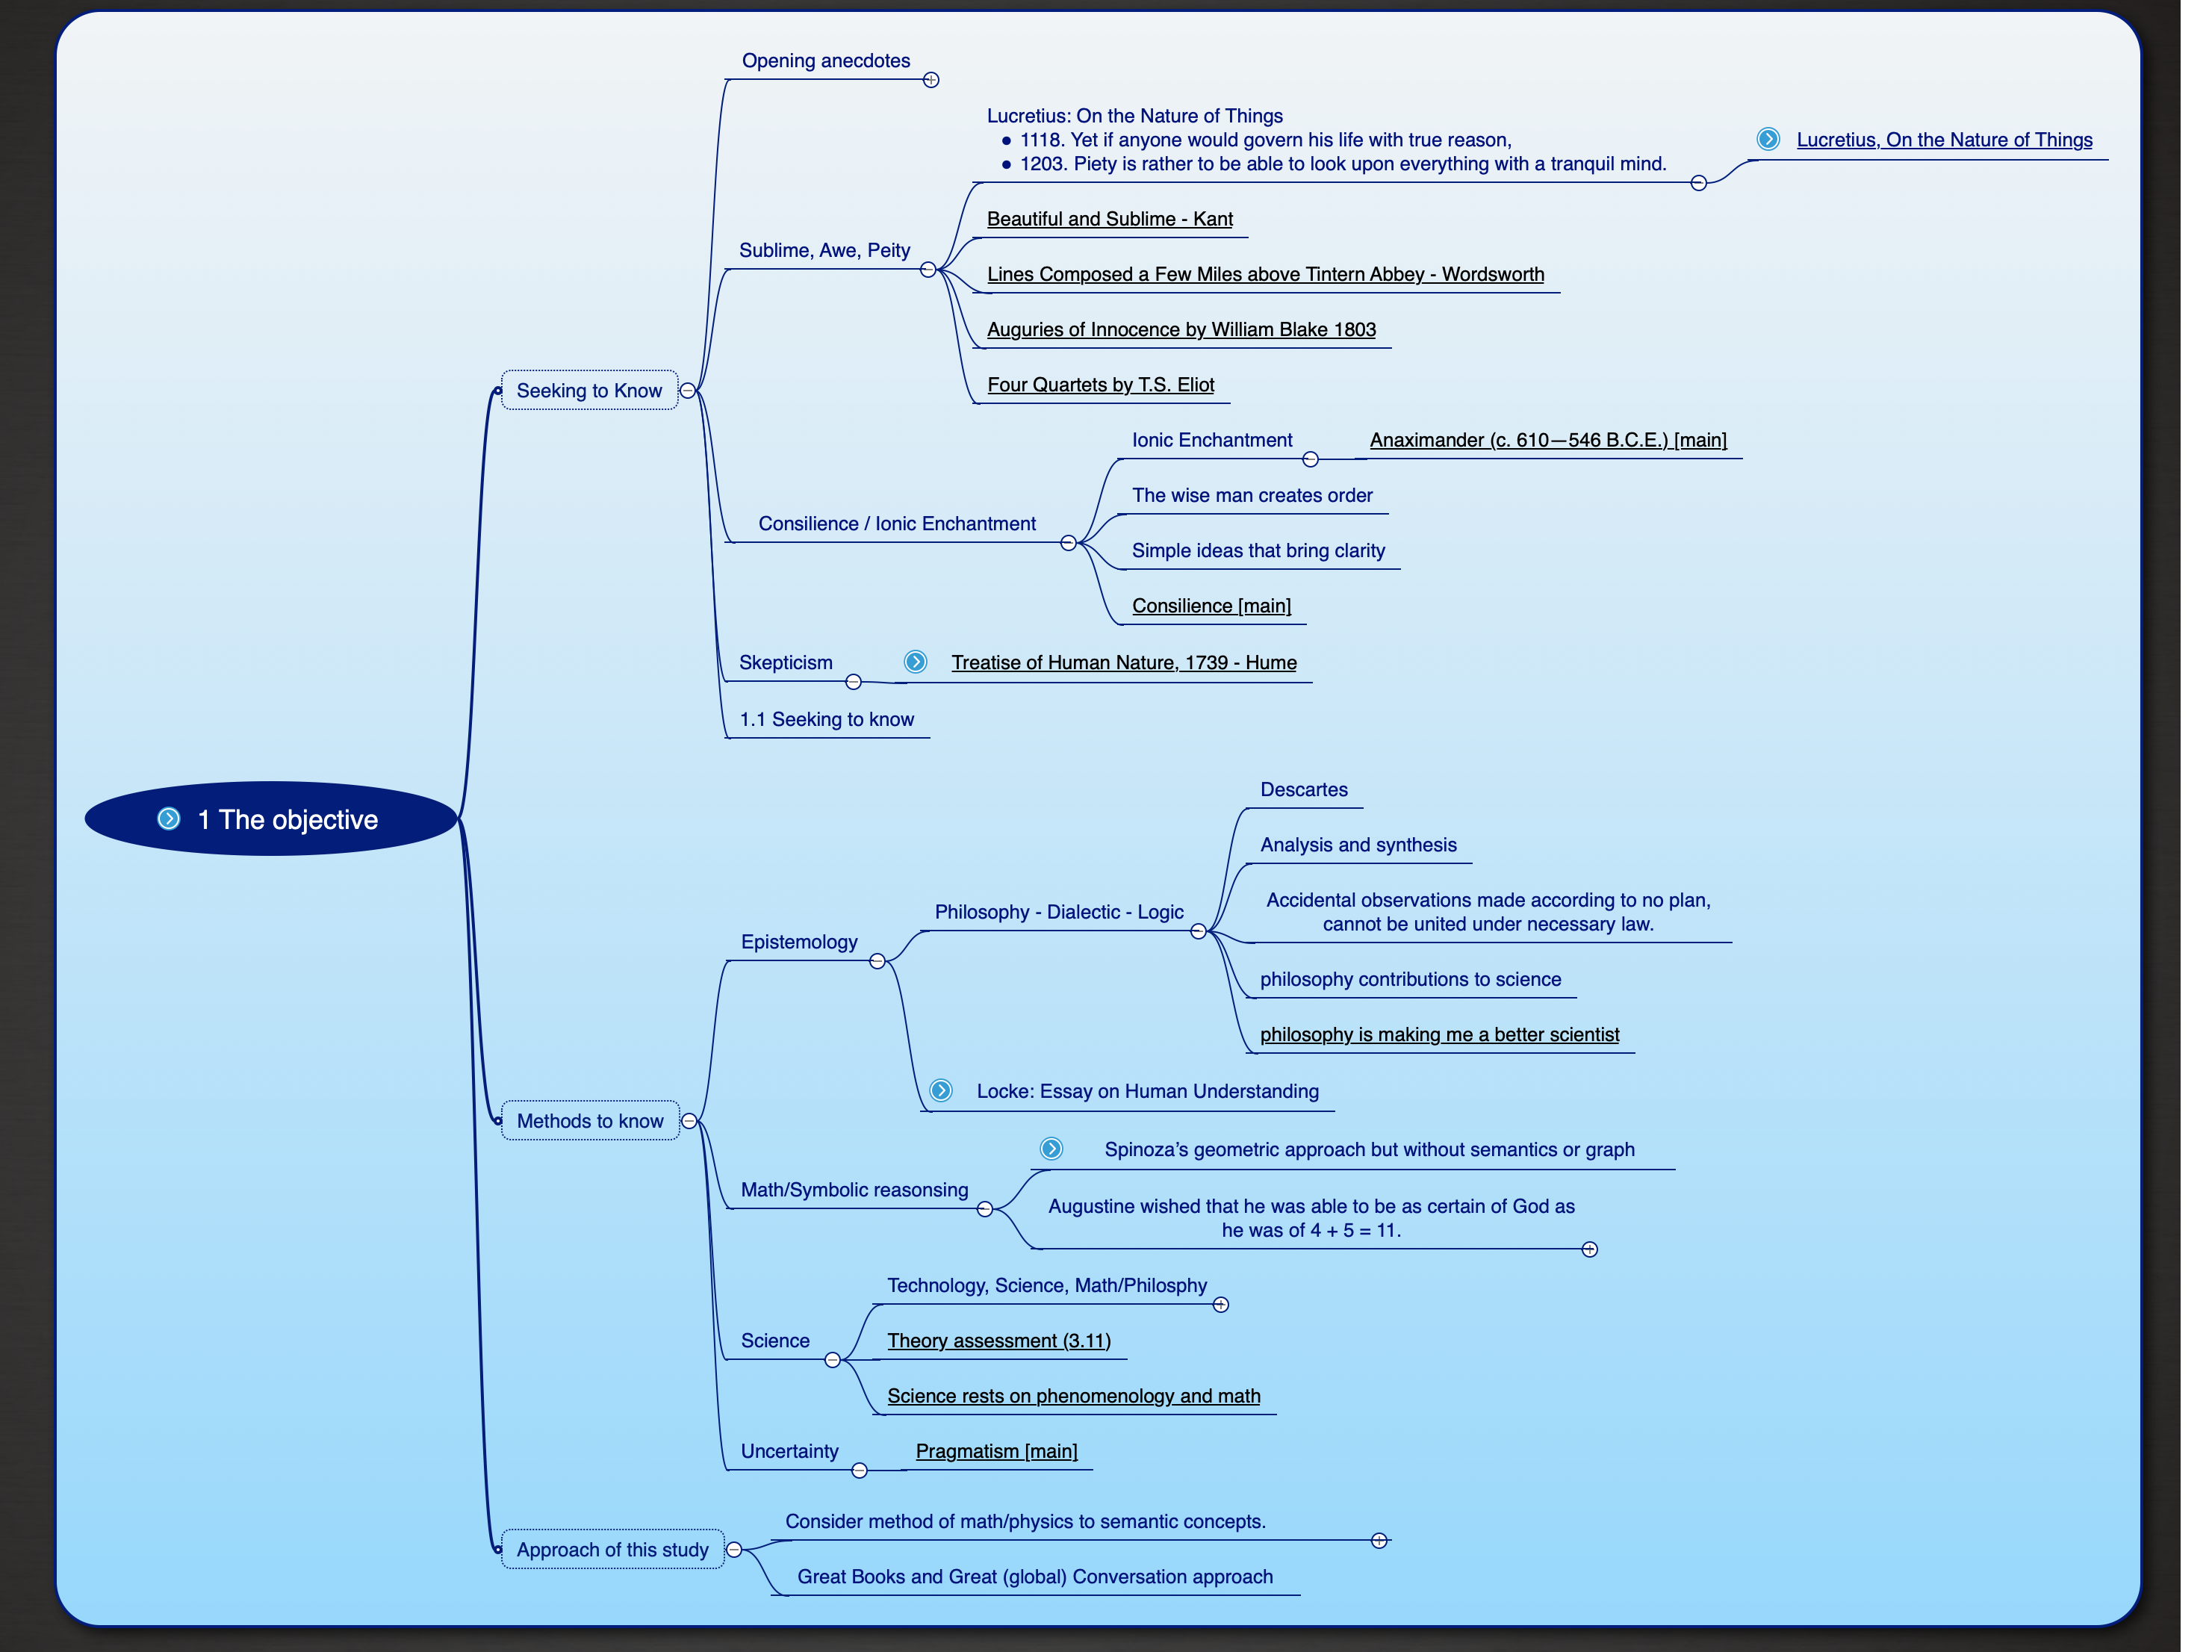 Opening anecdotes
Lucretius: On the Nature of Things
• 1118. Yet if anyone would govern his life with true reason,
• 1203. Piety is rather to be able to look upon everything with a tranquil mind.
Lucretius, On the Nature of Things
Sublime, Awe, Peity
Beautiful and Sublime - Kant
Lines Composed a Few Miles above Tintern Abbey - Wordsworth
Auguries of Innocence by William Blake 1803
Four Quartets by T.S. Eliot
Seeking to Know
Consilience / Ionic Enchantment
Ionic Enchantment
Anaximander (c. 610—546 B.C.E.) [main]
The wise man creates order
Simple ideas that bring clarity
Consilience [main]
Skepticism
Treatise of Human Nature, 1739 - Hume
1.1 Seeking to know
1 The objective
Methods to know
Epistemology
Philosophy - Dialectic - Logic
Descartes
Analysis and synthesis
Accidental observations made according to no plan,
cannot be united under necessary law.
philosophy contributions to science
philosophy is making me a better scientist
Locke: Essay on Human Understanding
Math/Symbolic reasonsing
Spinoza’s geometric approach but without semantics or graph
Augustine wished that he was able to be as certain of God as
he was of 4 + 5 = 11.
Science
Technology, Science, Math/Philosphy
Theory assessment (3.11)
Science rests on phenomenology and math
Uncertainty
Pragmatism [main]
Approach of this study
Consider method of math/physics to semantic concepts.
Great Books and Great (global) Conversation approach